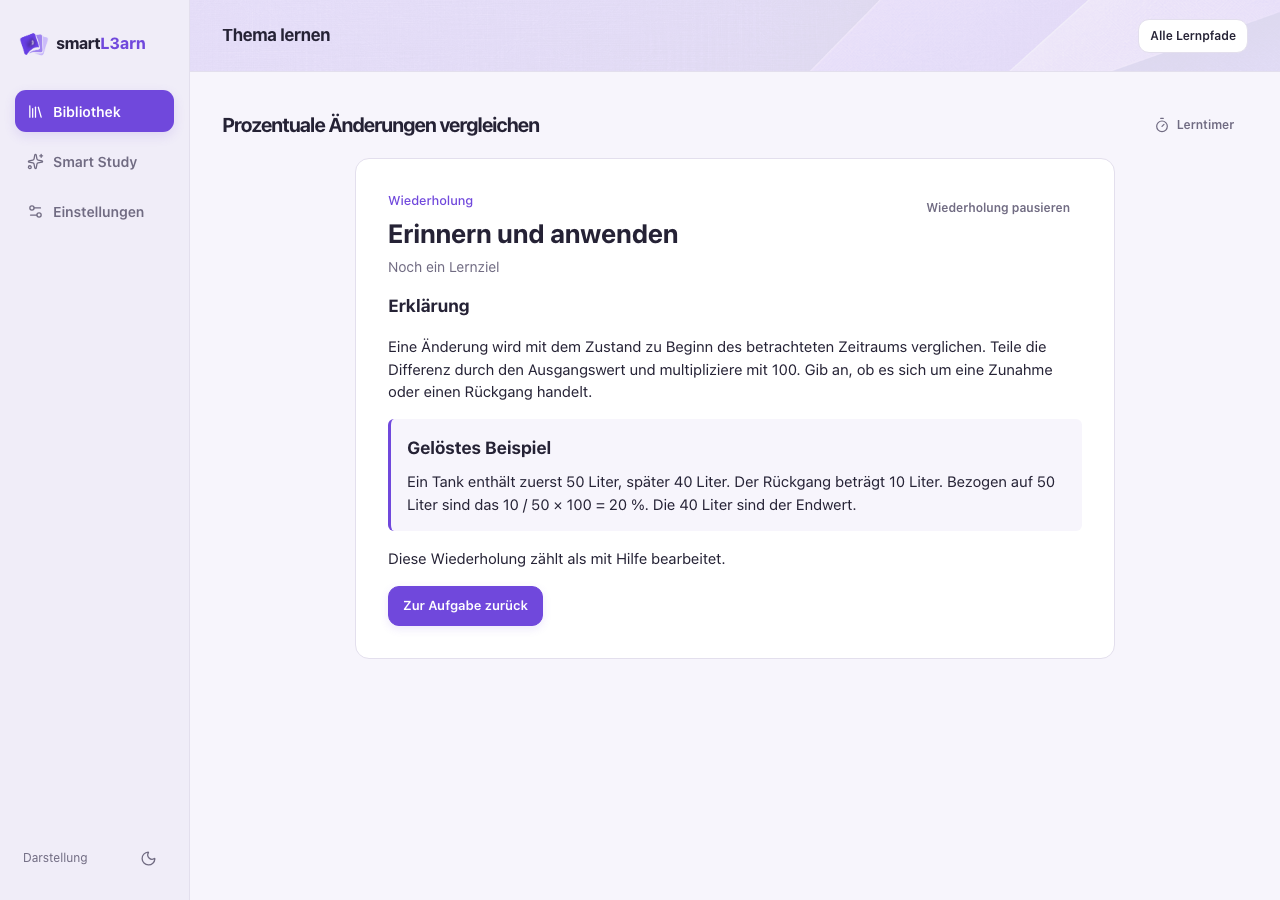 smartL3arn
Bibliothek
Smart Study
Einstellungen
Darstellung
Thema lernen
Alle Lernpfade
Prozentuale Änderungen vergleichen
Lerntimer
Wiederholung
Wiederholung pausieren
Erinnern und anwenden
Noch ein Lernziel
Erklärung
Eine Änderung wird mit dem Zustand zu Beginn des betrachteten Zeitraums verglichen. Teile die
Differenz durch den Ausgangswert und multipliziere mit 100. Gib an, ob es sich um eine Zunahme
oder einen Rückgang handelt.
Gelöstes Beispiel
Ein Tank enthält zuerst 50 Liter, später 40 Liter. Der Rückgang beträgt 10 Liter. Bezogen auf 50
Liter sind das 10 / 50 × 100 = 20 %. Die 40 Liter sind der Endwert.
Diese Wiederholung zählt als mit Hilfe bearbeitet.
Zur Aufgabe zurück